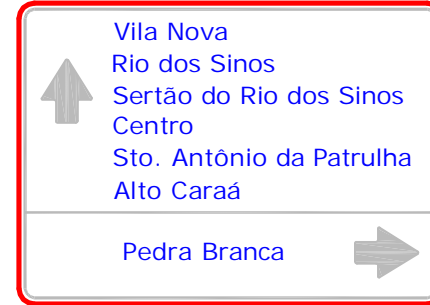 Vila Nova
Rio dos Sinos
Sertão do Rio dos Sinos
Centro
Sto. Antônio da Patrulha
Alto Caraá
Pedra Branca